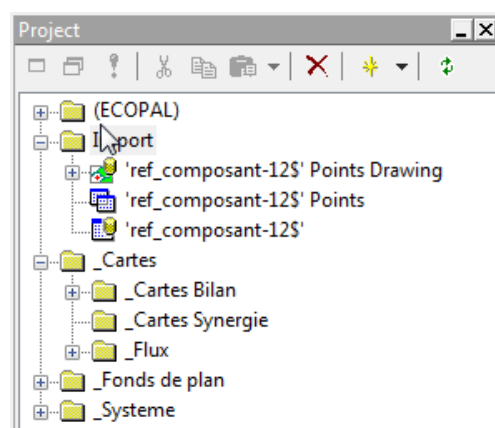 Project
(ECOPAL)
Import
'ref_composant-12$' Points Drawing
'ref_composant-12$' Points
'ref_composant-12$'
_Cartes
_Cartes Bilan
_Cartes Synergie
_Flux
_Fonds de plan
_Systeme